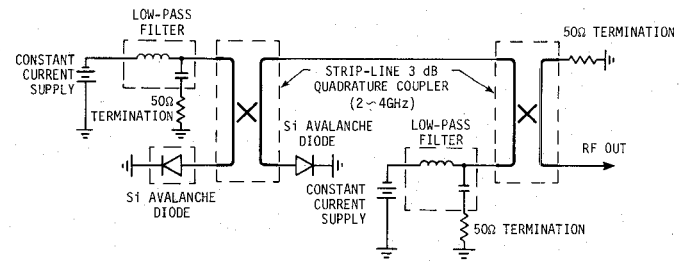 LOW-PASS
FILTER
CONSTANT
CURRENT
SUPPLY
50Ω
TERMINATION
Si AVALANCHE
DIODE
STRIP-LINE 3 dB
QUADRATURE COUPLER
(2∽4GHz)
Si AVALANCHE
DIODE
LOW-PASS
FILTER
CONSTANT
CURRENT
SUPPLY
50Ω TERMINATION
50Ω TERMINATION
RF OUT